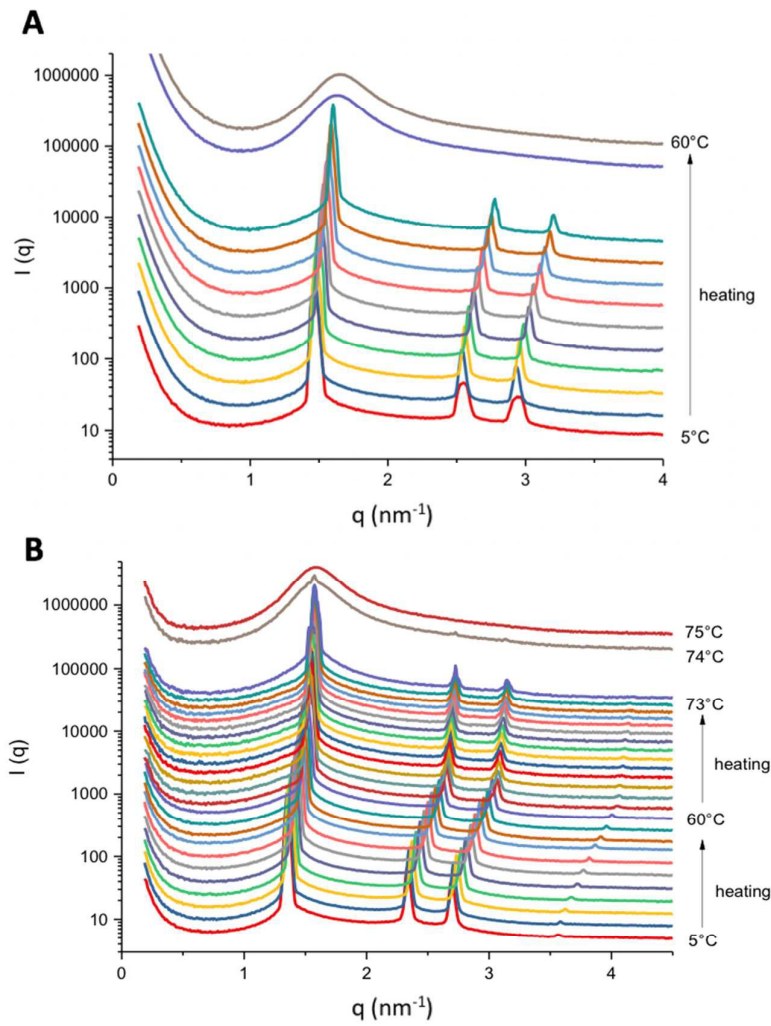 A
1000000
100000
10000
1000
100
10
I (q)
0
1
2
3
4
q (nm-1)
60°C
heating
5°C
B
1000000
100000
10000
1000
100
10
I (q)
0
1
2
3
4
q (nm-1)
75°C
74°C
73°C
heating
60°C
heating
5°C